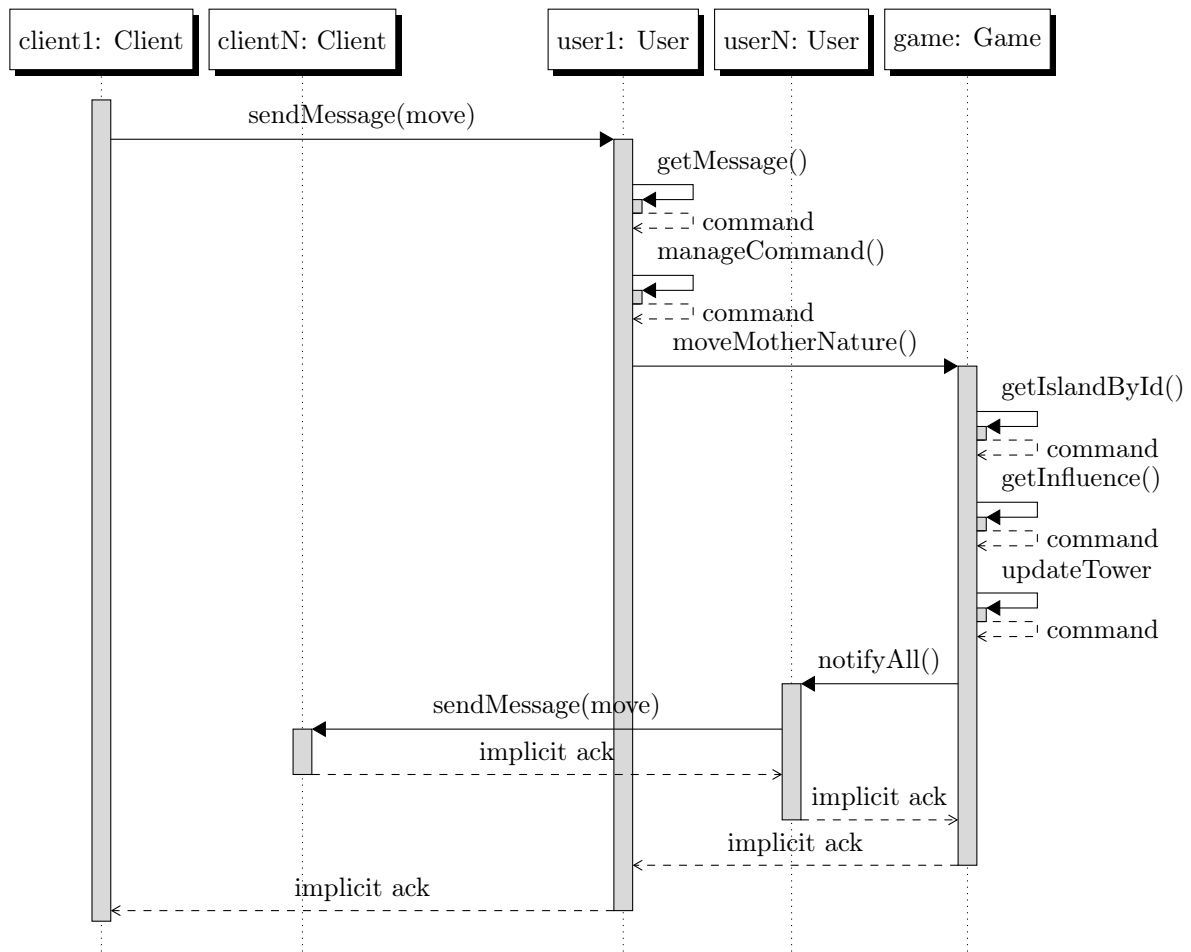 client1: Client
clientN: Client
user1: User
userN: User
game: Game
sendMessage(move)
getMessage()
command
manageCommand()
command
moveMotherNature()
getIslandById()
command
getInfluence()
command
updateTower
command
notifyAll()
sendMessage(move)
implicit ack
implicit ack
implicit ack
implicit ack